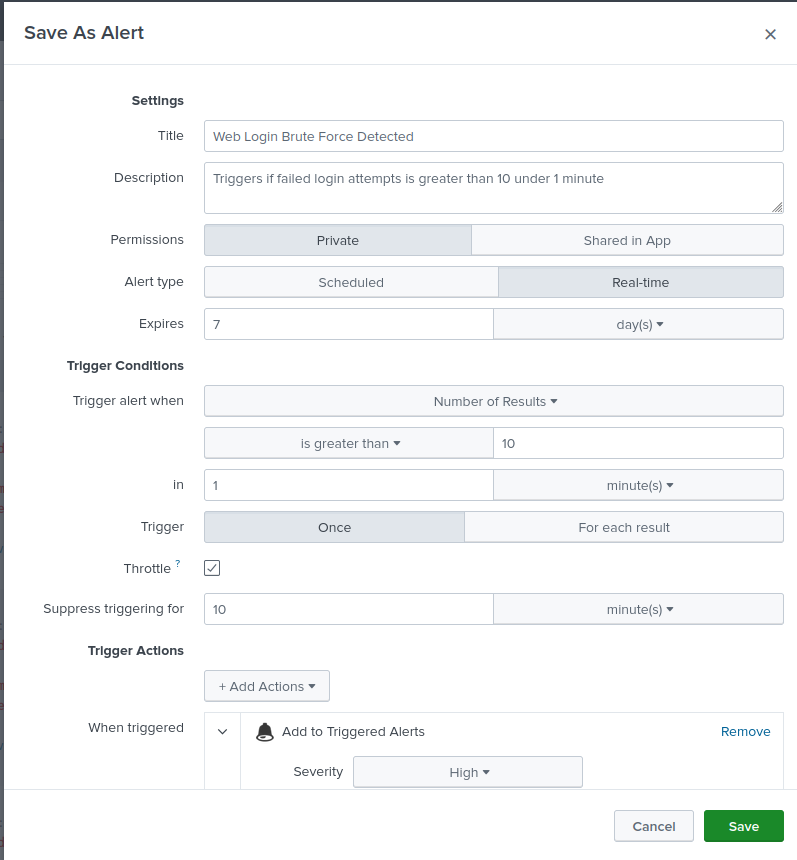 Save As Alert
Settings
Title Web Login Brute Force Detected
Description Triggers if failed login attempts is greater than 10 under 1 minute
Permissions Private Shared in App
Alert type Scheduled Real-time
Expires 7 day(s)
Trigger Conditions
Trigger alert when Number of Results
is greater than 10
in 1 minute(s)
Trigger Once For each result
Throttle ?
Suppress triggering for 10 minute(s)
Trigger Actions
+ Add Actions
When triggered Add to Triggered Alerts Remove
Severity High
Cancel Save